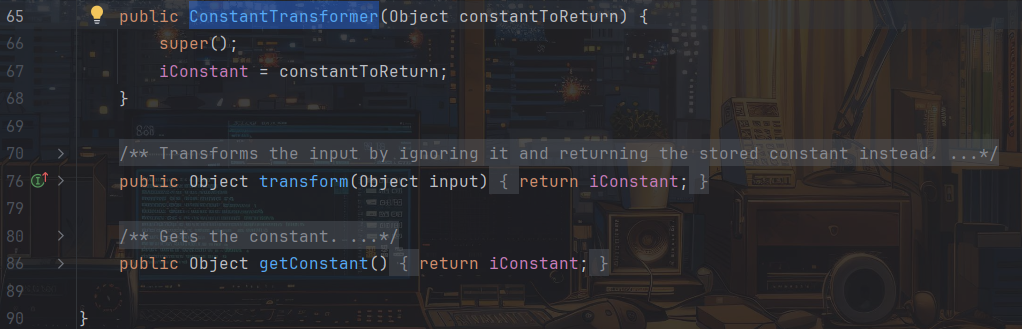 65 public ConstantTransformer(Object constantToReturn) {
66 super();
67 iConstant = constantToReturn;
68 }
69
70 /** Transforms the input by ignoring it and returning the stored constant instead. ...*/
76 public Object transform(Object input) { return iConstant; }
79
80 /** Gets the constant. ...*/
86 public Object getConstant() { return iConstant; }
89
90 }